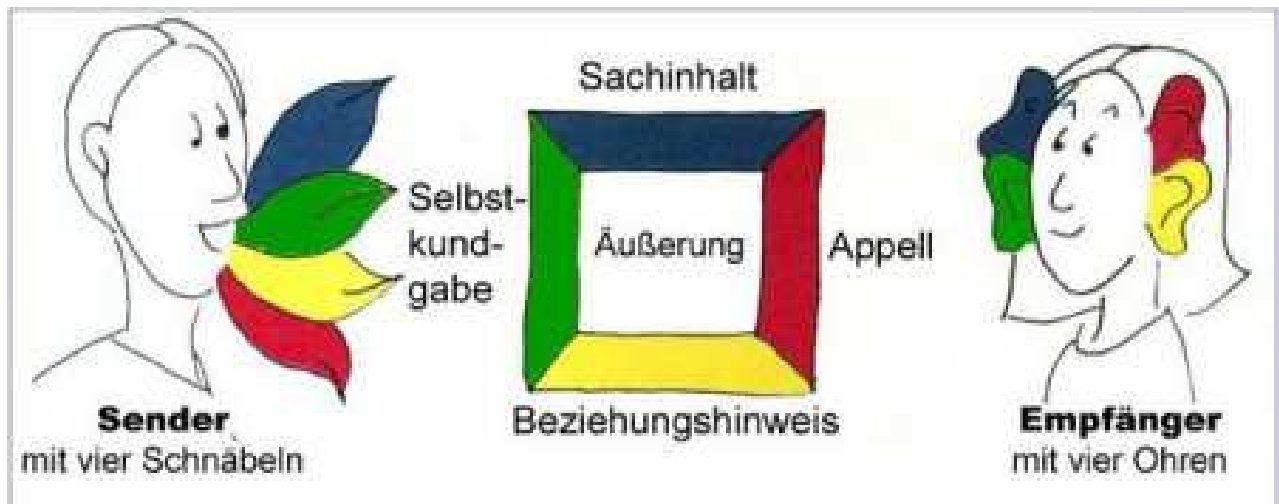 Sachinhalt
Selbst-
kund-
gabe
Äußerung
Appell
Beziehungshinweis
Sender
mit vier Schnäbeln
Empfänger
mit vier Ohren